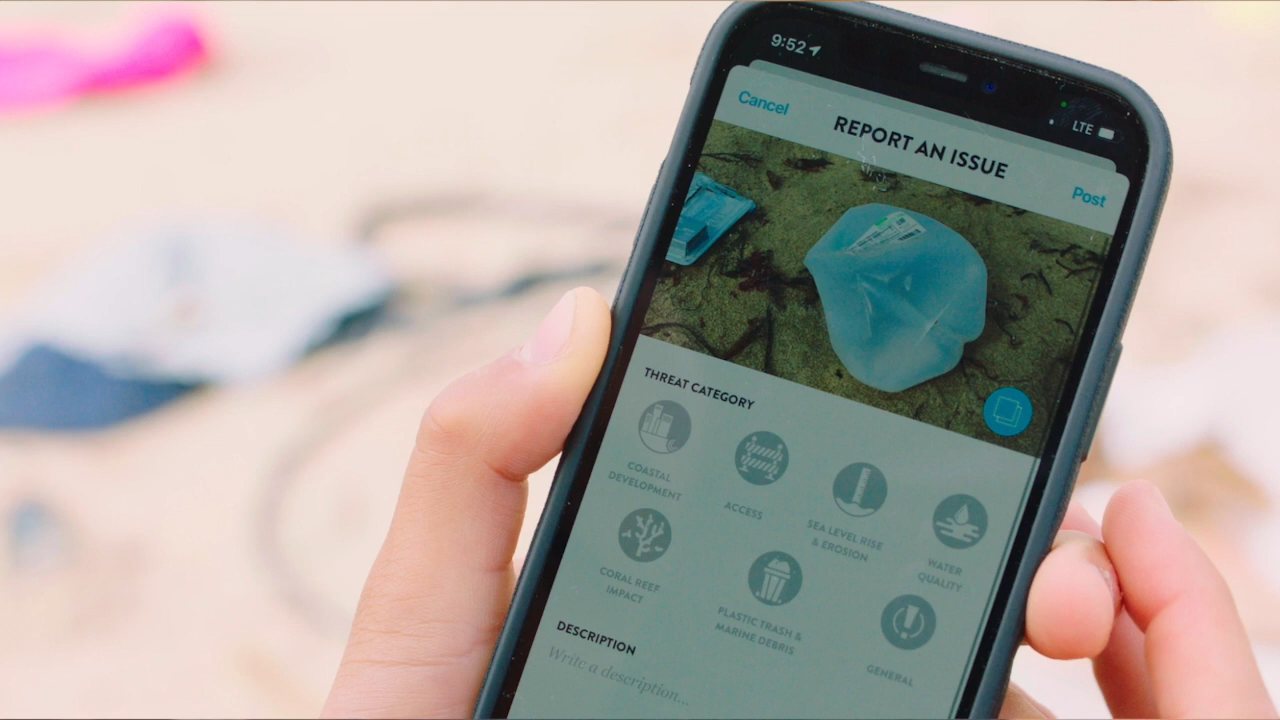 9:52
LTE
Cancel
REPORT AN ISSUE
Post
THREAT CATEGORY
COASTAL
DEVELOPMENT
ACCESS
SEA LEVEL RISE
& EROSION
WATER
QUALITY
CORAL REEF
IMPACT
PLASTIC TRASH &
MARINE DEBRIS
GENERAL
DESCRIPTION
Write a description...